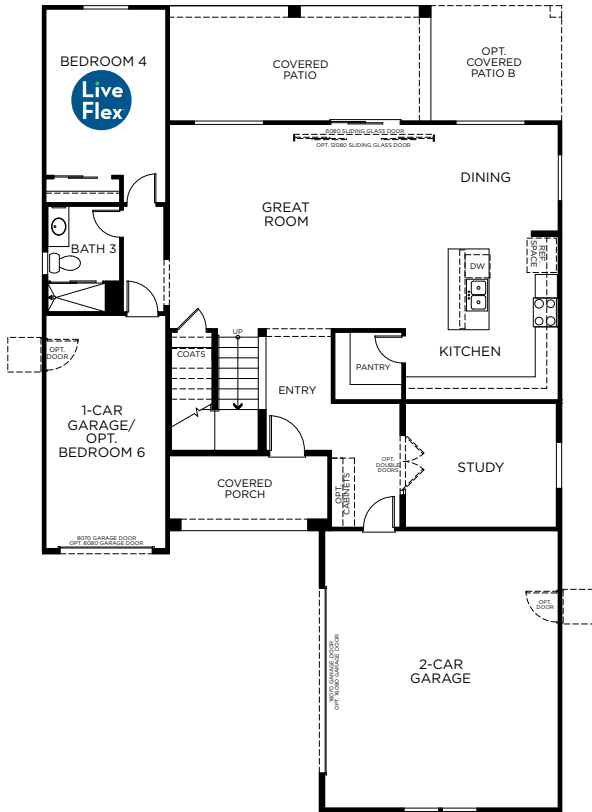 BEDROOM 4
Live
Flex
COVERED
PATIO
OPT.
COVERED
PATIO B
6080 SLIDING GLASS DOOR
OPT. 12080 SLIDING GLASS DOOR
DINING
GREAT
ROOM
BATH 3
REF.
SPACE
DW
KITCHEN
UP
COATS
PANTRY
ENTRY
OPT.
DOOR
1-CAR
GARAGE/
OPT.
BEDROOM 6
8070 GARAGE DOOR
OPT. 8080 GARAGE DOOR
COVERED
PORCH
OPT.
CABINETS
OPT.
DOUBLE
DOORS
STUDY
OPT.
DOOR
16070 GARAGE DOOR
OPT. 16080 GARAGE DOOR
2-CAR
GARAGE